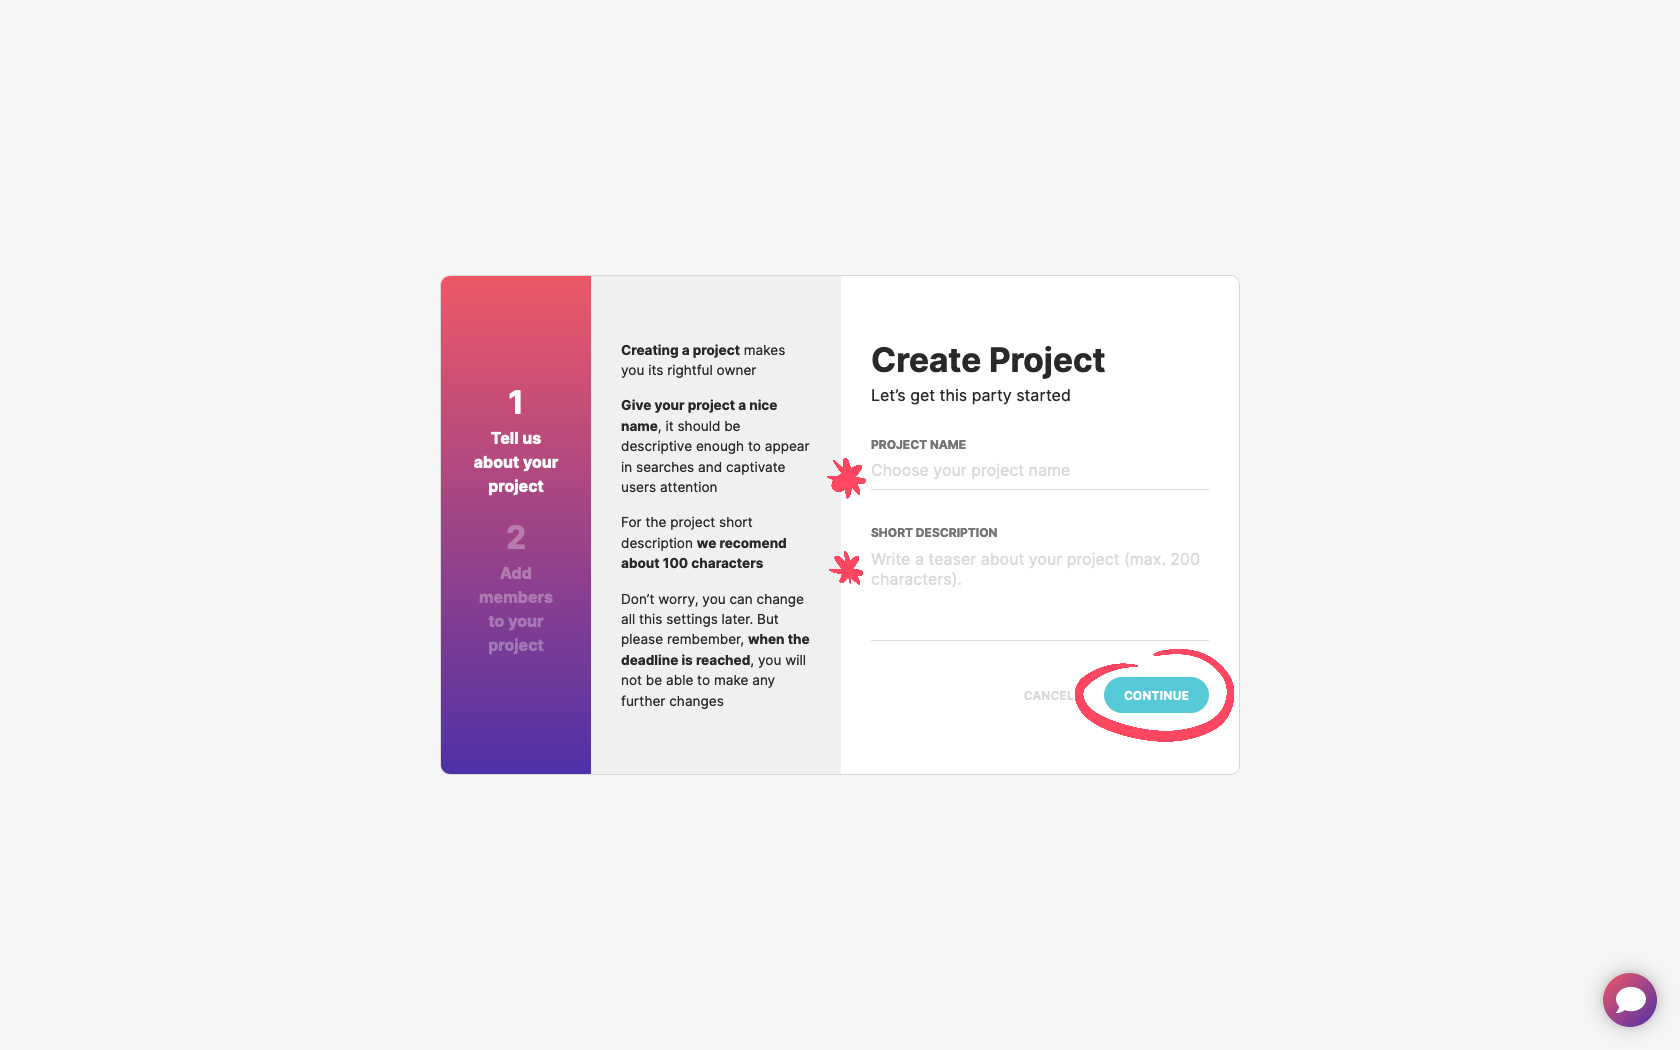 1
Tell us
about your
project
2
Add
members
to your
project
Creating a project makes
you its rightful owner
Give your project a nice
name, it should be
descriptive enough to appear
in searches and captivate
users attention
For the project short
description we recomend
about 100 characters
Don’t worry, you can change
all this settings later. But
please rembember, when the
deadline is reached, you will
not be able to make any
further changes
Create Project
Let’s get this party started
PROJECT NAME
Choose your project name
SHORT DESCRIPTION
Write a teaser about your project (max. 200
characters).
CANCEL CONTINUE